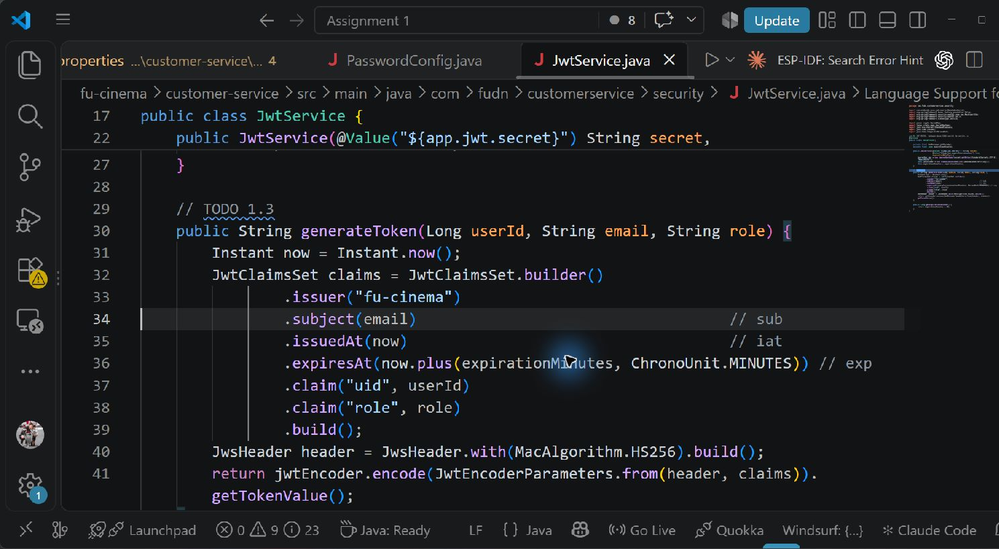 Assignment 1
8
Update
properties ...\customer-service\... 4
J PasswordConfig.java
J JwtService.java
ESP-IDF: Search Error Hint
fu-cinema > customer-service > src > main > java > com > fudn > customerservice > security > J JwtService.java > Language Support fo
17 public class JwtService {
22 public JwtService(@Value("${app.jwt.secret}") String secret,
27 }
28
29 // TODO 1.3
30 public String generateToken(Long userId, String email, String role) {
31 Instant now = Instant.now();
32 JwtClaimsSet claims = JwtClaimsSet.builder()
33 .issuer("fu-cinema")
34 .subject(email) // sub
35 .issuedAt(now) // iat
36 .expiresAt(now.plus(expirationMinutes, ChronoUnit.MINUTES)) // exp
37 .claim("uid", userId)
38 .claim("role", role)
39 .build();
40 JwsHeader header = JwsHeader.with(MacAlgorithm.HS256).build();
41 return jwtEncoder.encode(JwtEncoderParameters.from(header, claims)).
getTokenValue();
1
Launchpad 0 9 23 Java: Ready LF {} Java Go Live Quokka Windsurf: {...} Claude Code